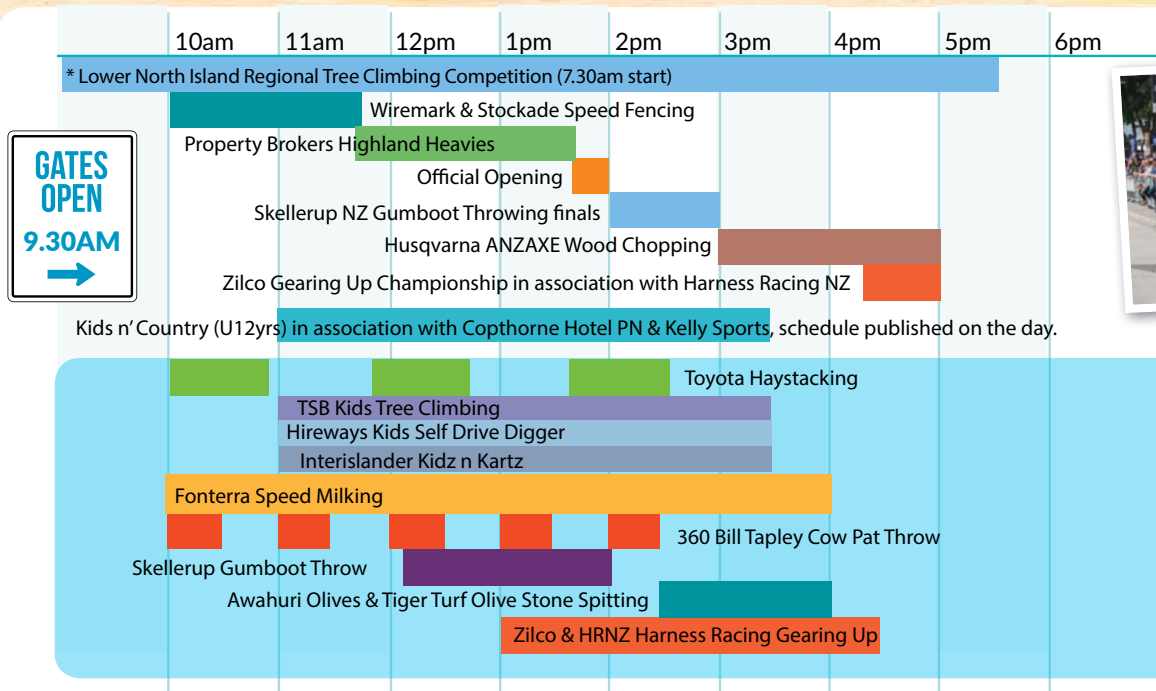 10am 11am 12pm 1pm 2pm 3pm 4pm 5pm 6pm
* Lower North Island Regional Tree Climbing Competition (7.30am start)
Wiremark & Stockade Speed Fencing
Property Brokers Highland Heavies
GATES
OPEN
9.30AM
Official Opening
Skellerup NZ Gumboot Throwing finals
Husqvarna ANZAXE Wood Chopping
Zilco Gearing Up Championship in association with Harness Racing NZ
Kids n' Country (U12yrs) in association with Copthorne Hotel PN & Kelly Sports, schedule published on the day.
Toyota Haystacking
TSB Kids Tree Climbing
Hireways Kids Self Drive Digger
Interislander Kidz n Kartz
Fonterra Speed Milking
360 Bill Tapley Cow Pat Throw
Skellerup Gumboot Throw
Awahuri Olives & Tiger Turf Olive Stone Spitting
Zilco & HRNZ Harness Racing Gearing Up